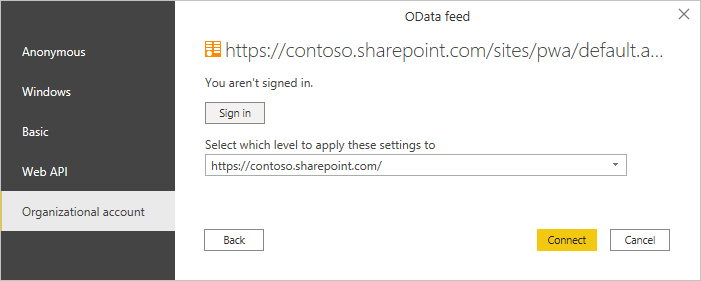 OData feed
Anonymous
Windows
Basic
Web API
Organizational account
https://contoso.sharepoint.com/sites/pwa/default.a...
You aren't signed in.
Sign in
Select which level to apply these settings to
https://contoso.sharepoint.com/
Back
Connect
Cancel